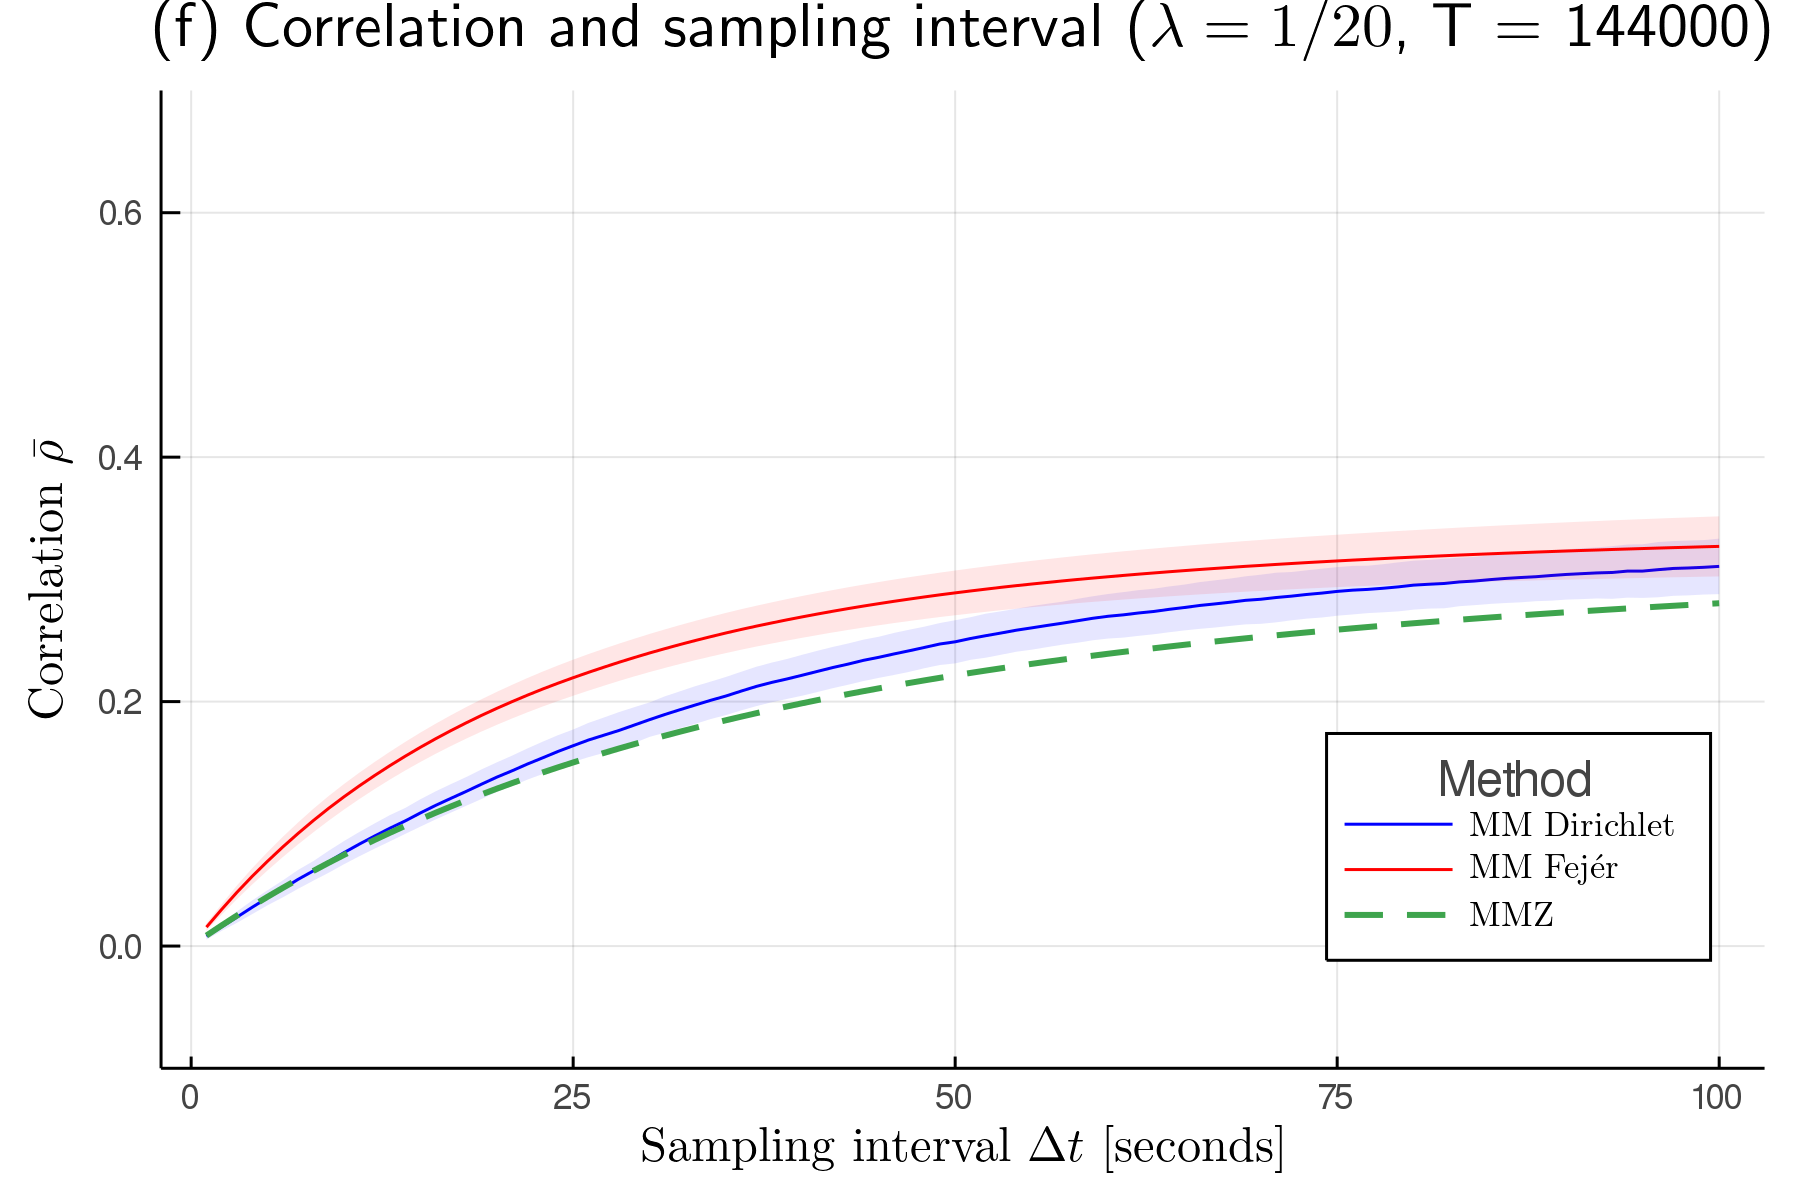 (f) Correlation and sampling interval (λ = 1/20, T = 144000)
Correlation ρ̄
0.6
0.4
0.2
0.0
Method
MM Dirichlet
MM Fejér
MMZ
0 25 50 75 100
Sampling interval Δt [seconds]